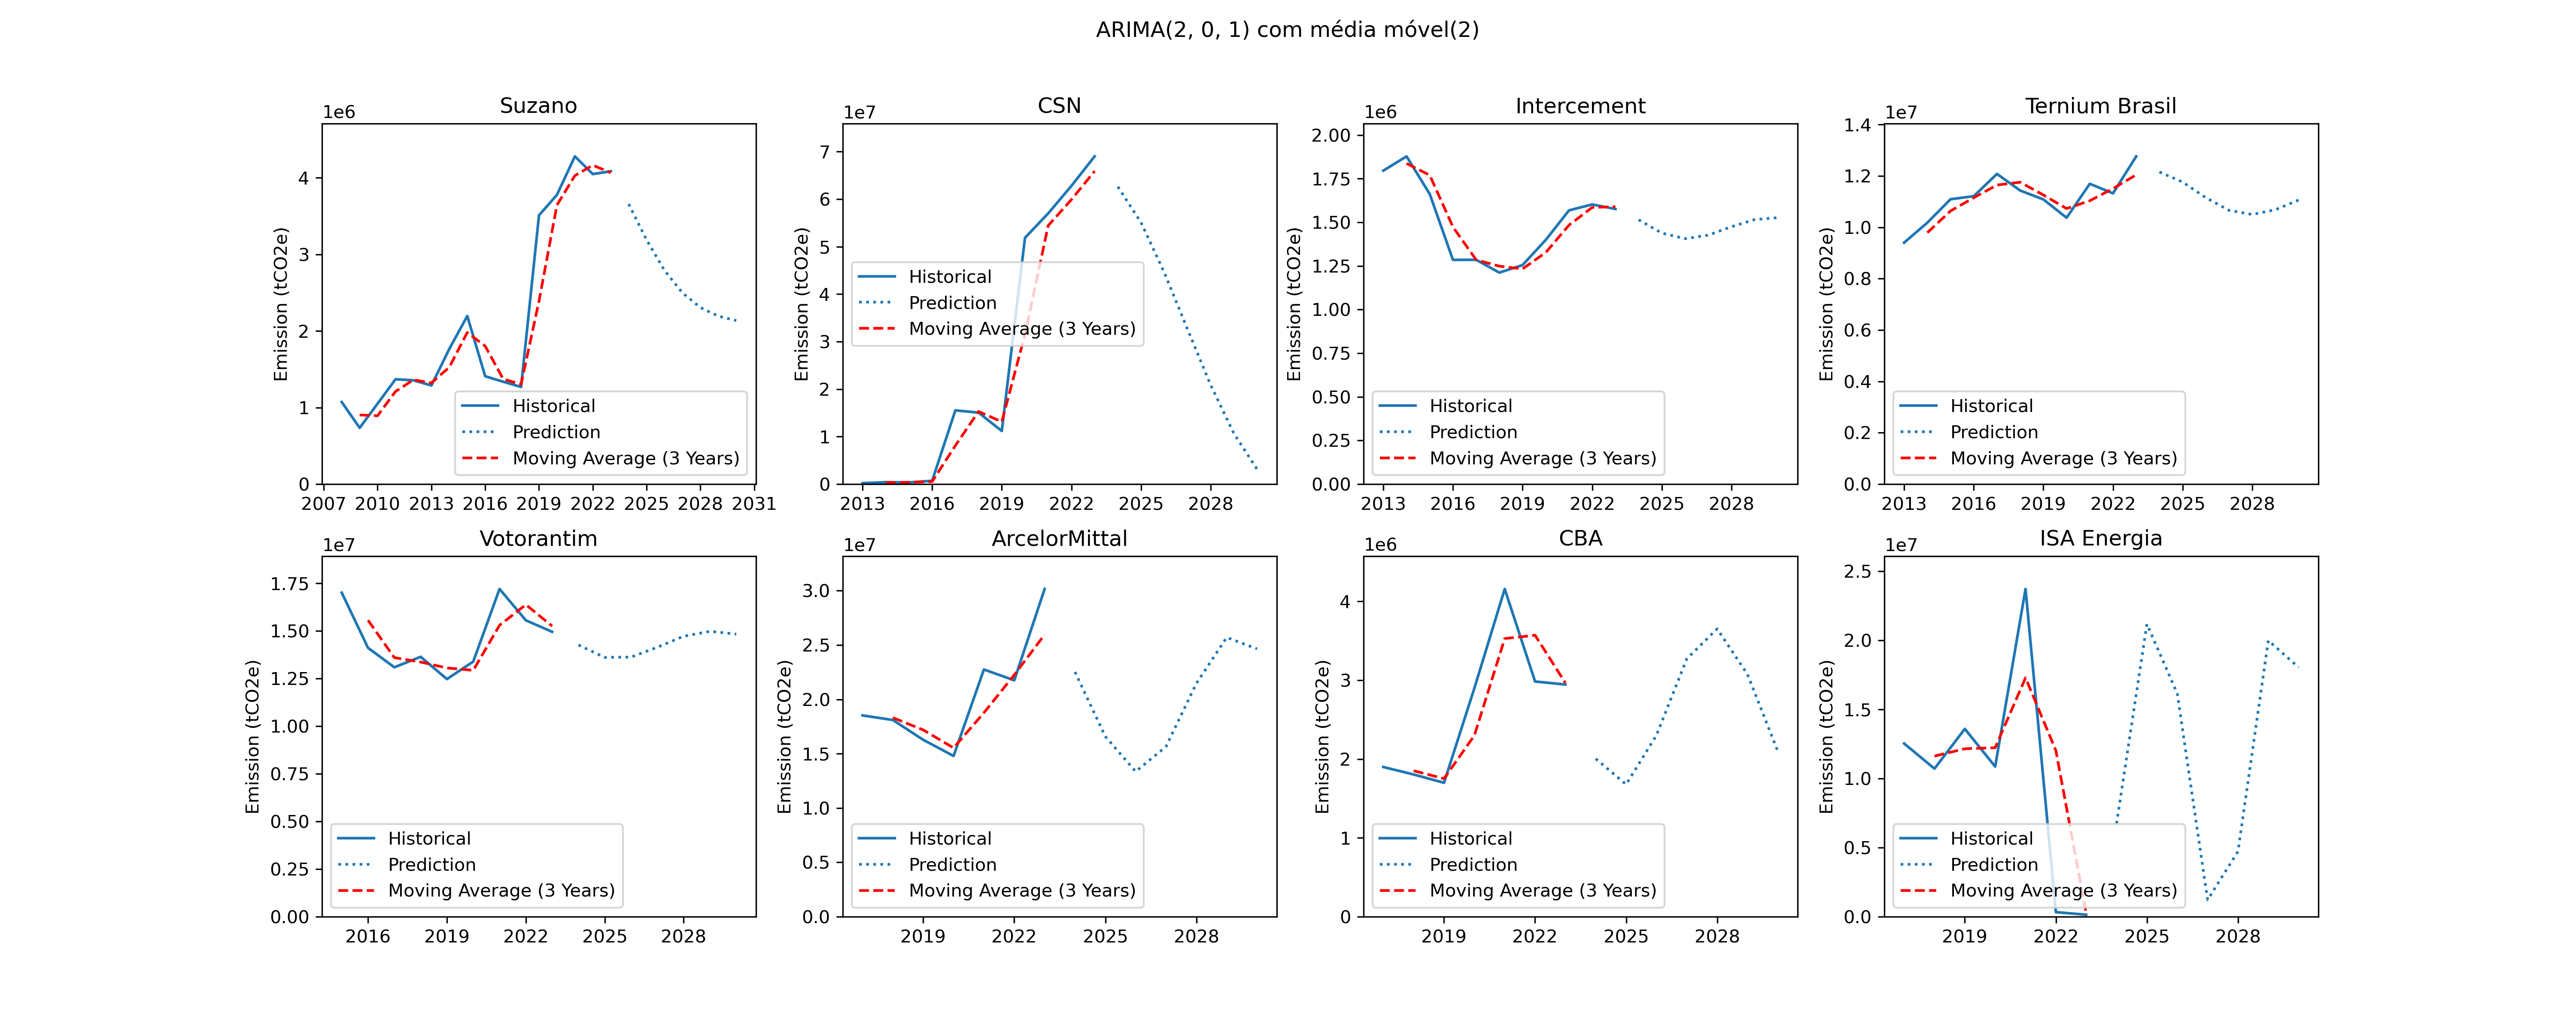 ARIMA(2, 0, 1) com média móvel(2)
Suzano
1e6
Emission (tCO2e)
4
3
2
1
0
Historical
Prediction
Moving Average (3 Years)
2007 2010 2013 2016 2019 2022 2025 2028 2031
CSN
1e7
Emission (tCO2e)
7
6
5
4
3
2
1
0
Historical
Prediction
Moving Average (3 Years)
2013 2016 2019 2022 2025 2028
Intercement
1e6
Emission (tCO2e)
2.00
1.75
1.50
1.25
1.00
0.75
0.50
0.25
0.00
Historical
Prediction
Moving Average (3 Years)
2013 2016 2019 2022 2025 2028
Ternium Brasil
1e7
Emission (tCO2e)
1.4
1.2
1.0
0.8
0.6
0.4
0.2
0.0
Historical
Prediction
Moving Average (3 Years)
2013 2016 2019 2022 2025 2028
Votorantim
1e7
Emission (tCO2e)
1.75
1.50
1.25
1.00
0.75
0.50
0.25
0.00
Historical
Prediction
Moving Average (3 Years)
2016 2019 2022 2025 2028
ArcelorMittal
1e7
Emission (tCO2e)
3.0
2.5
2.0
1.5
1.0
0.5
0.0
Historical
Prediction
Moving Average (3 Years)
2019 2022 2025 2028
CBA
1e6
Emission (tCO2e)
4
3
2
1
0
Historical
Prediction
Moving Average (3 Years)
2019 2022 2025 2028
ISA Energia
1e7
Emission (tCO2e)
2.5
2.0
1.5
1.0
0.5
0.0
Historical
Prediction
Moving Average (3 Years)
2019 2022 2025 2028